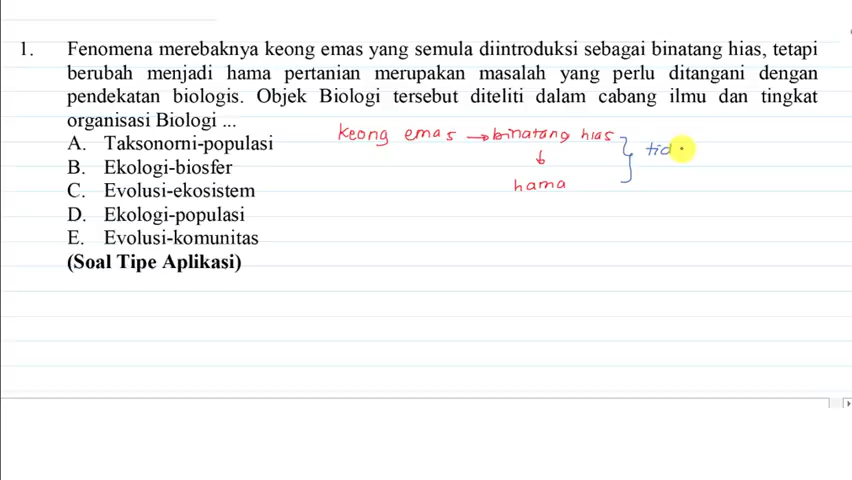 1. Fenomena merebaknya keong emas yang semula diintroduksi sebagai binatang hias, tetapi
berubah menjadi hama pertanian merupakan masalah yang perlu ditangani dengan
pendekatan biologis. Objek Biologi tersebut diteliti dalam cabang ilmu dan tingkat
organisasi Biologi ...
A. Taksonorni-populasi
B. Ekologi-biosfer
C. Evolusi-ekosistem
D. Ekologi-populasi
E. Evolusi-komunitas
(Soal Tipe Aplikasi)
keong emas → binatang hias
↓
hama
} tid